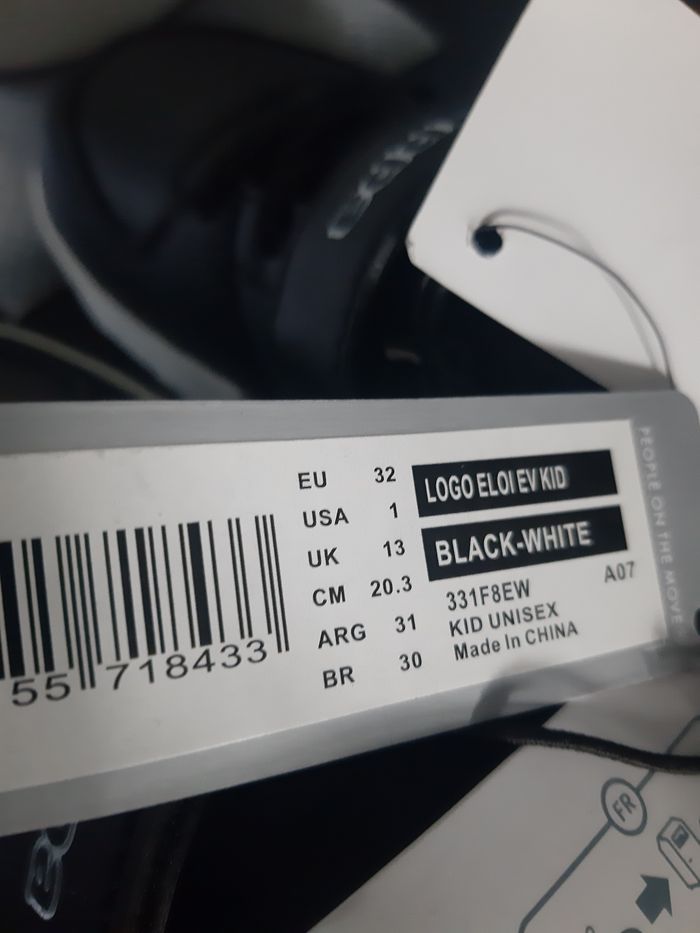 EU 32
USA 1
UK 13
CM 20.3
ARG 31
BR 30
LOGO ELOI EV KID
BLACK-WHITE
331F8EW A07
KID UNISEX
Made In CHINA
55 718433
PEOPLE ON THE MOVE
FR